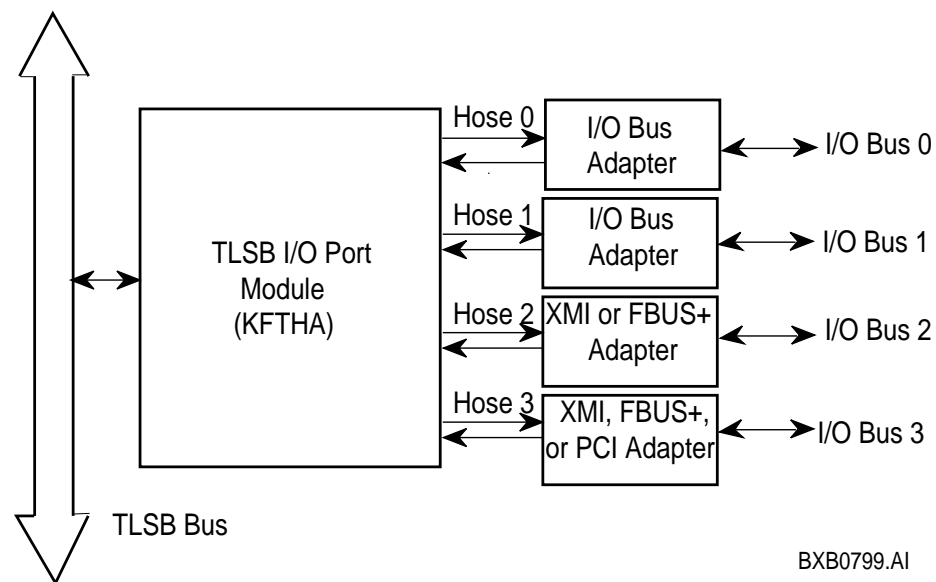 Hose 0
I/O Bus
Adapter
I/O Bus 0
Hose 1
I/O Bus
Adapter
I/O Bus 1
TLSB I/O Port
Module
(KFTHA)
Hose 2
XMI or FBUS+
Adapter
I/O Bus 2
Hose 3
XMI, FBUS+,
or PCI Adapter
I/O Bus 3
TLSB Bus
BXB0799.AI